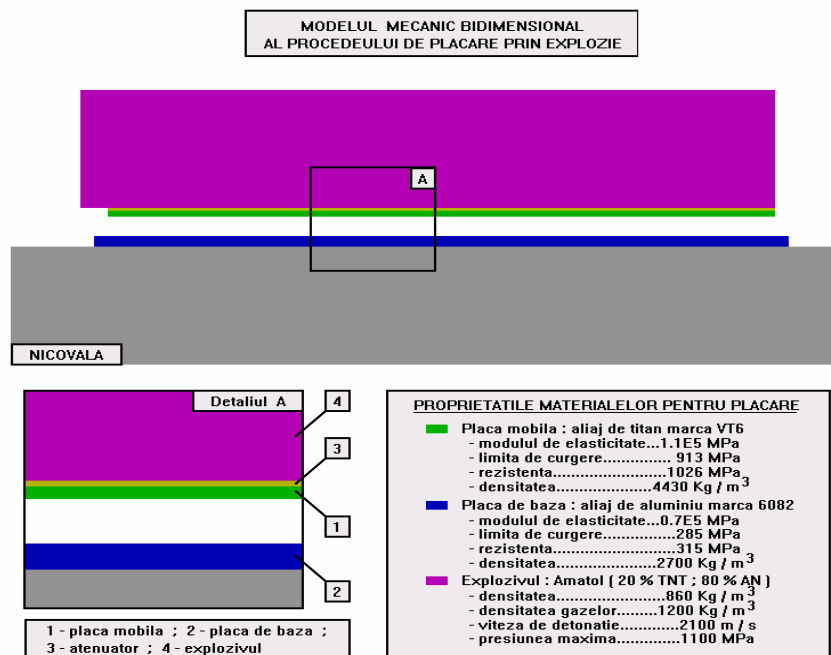 MODELUL MECANIC BIDIMENSIONAL
AL PROCEDEULUI DE PLACARE PRIN EXPLOZIE
A
NICOVALA
Detaliul A
4
3
1
2
1 - placa mobila ; 2 - placa de baza ;
3 - atenuator ; 4 - explozivul
PROPRIETATILE MATERIALELOR PENTRU PLACARE
Placa mobila : aliaj de titan marca VT6
- modulul de elasticitate...1.1E5 MPa
- limita de curgere................ 913 MPa
- rezistenta.........................1026 MPa
- densitatea....................4430 Kg / m³
Placa de baza : aliaj de aluminiu marca 6082
- modulul de elasticitate...0.7E5 MPa
- limita de curgere................285 MPa
- rezistenta..........................315 MPa
- densitatea....................2700 Kg / m³
Explozivul : Amatol ( 20 % TNT ; 80 % AN )
- densitatea......................860 Kg / m³
- densitatea gazelor........1200 Kg / m³
- viteza de detonatie............2100 m / s
- presiunea maxima.............1100 MPa